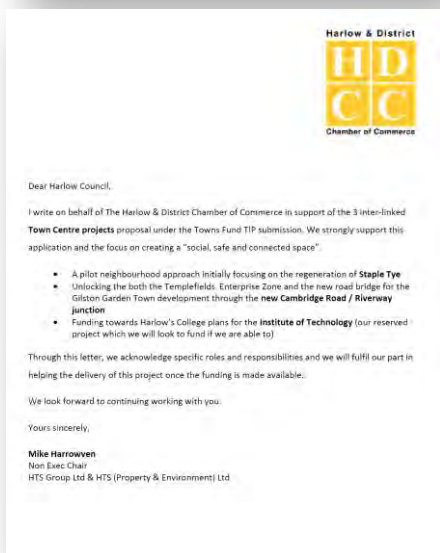 Harlow & District
H D
C C
Chamber of Commerce
Dear Harlow Council,
I write on behalf of The Harlow & District Chamber of Commerce in support of the 3 inter-linked
Town Centre projects proposal under the Towns Fund TIP submission. We strongly support this
application and the focus on creating a "social, safe and connected space".
• A pilot neighbourhood approach initially focusing on the regeneration of Staple Tye
• Unlocking the both the Templefields Enterprise Zone and the new road bridge for the
Gilston Garden Town development through the new Cambridge Road / Riverway
junction
• Funding towards Harlow's College plans for the Institute of Technology (our reserved
project which we will look to fund if we are able to)
Through this letter, we acknowledge specific roles and responsibilities and we will fulfil our part in
helping the delivery of this project once the funding is made available.
We look forward to continuing working with you.
Yours sincerely,
Mike Harrowven
Non Exec Chair
HTS Group Ltd & HTS (Property & Environment) Ltd